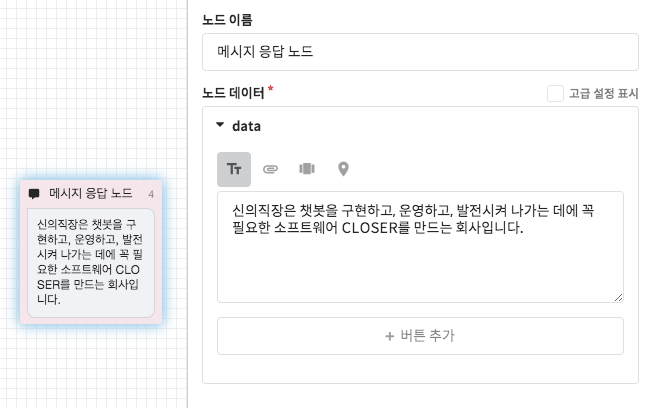 메시지 응답 노드 4
신의직장은 챗봇을 구
현하고, 운영하고, 발전
시켜 나가는 데에 꼭 필
요한 소프트웨어 CLO
SER를 만드는 회사입
니다.
노드 이름
메시지 응답 노드
노드 데이터 *
고급 설정 표시
data
신의직장은 챗봇을 구현하고, 운영하고, 발전시켜 나가는 데에 꼭
필요한 소프트웨어 CLOSER를 만드는 회사입니다.
+ 버튼 추가